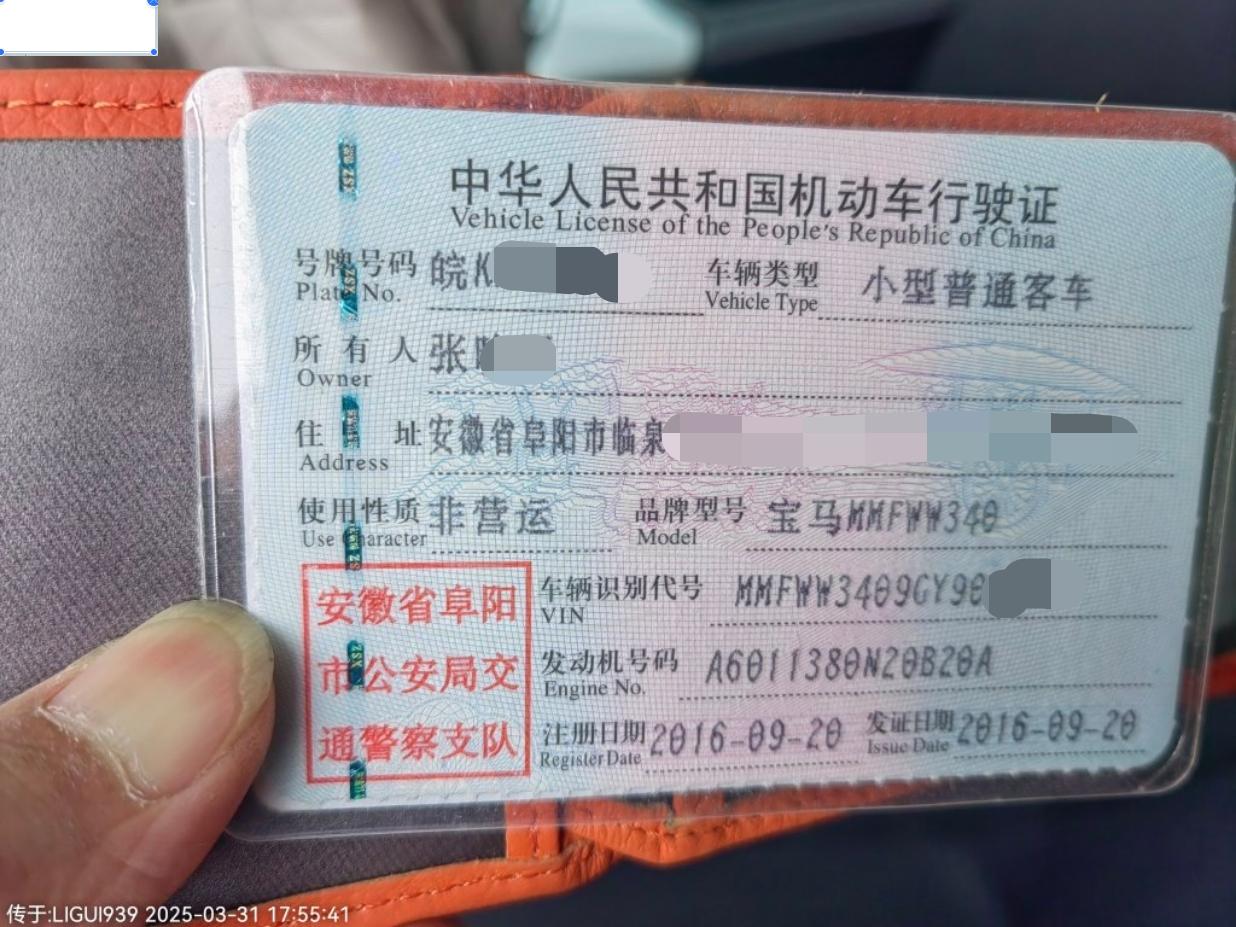 中华人民共和国机动车行驶证
Vehicle License of the People's Republic of China
号牌号码 皖K 车辆类型 小型普通客车
Plate No. Vehicle Type
所有人 张
Owner
住址 安徽省阜阳市临泉
Address
使用性质 非营运 品牌型号 宝马MMFWW340
Use Character Model
安徽省阜阳 车辆识别代号 MMFWW3409GY90
VIN
市公安局交 发动机号码 A6011380N20B20A
Engine No.
通警察支队 注册日期 2016-09-20 发证日期 2016-09-20
Register Date Issue Date
传于:LIGUI939 2025-03-31 17:55:41